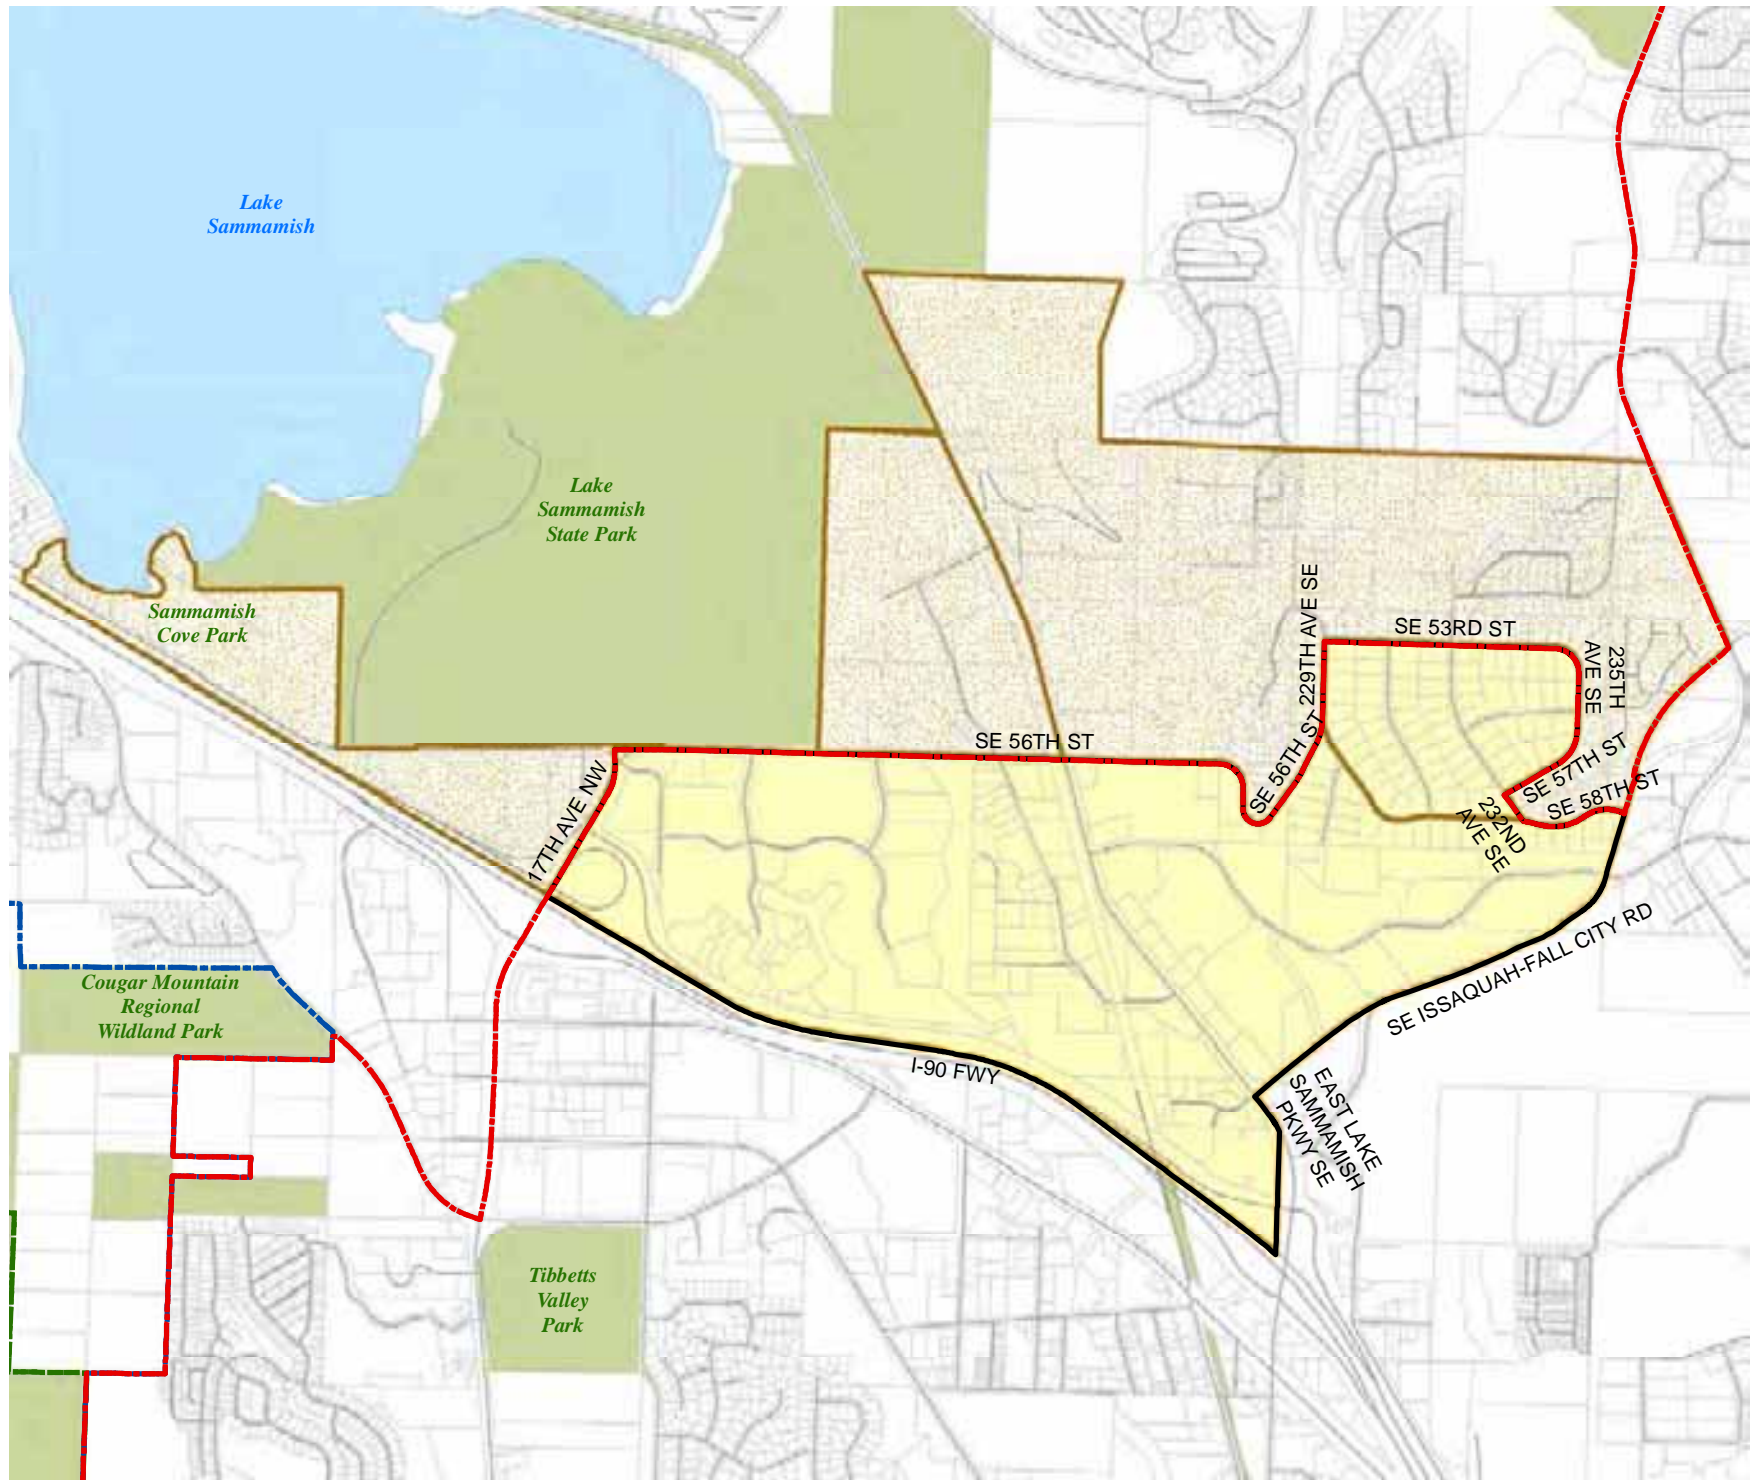 Lake
Sammamish
Lake
Sammamish
State Park
229TH AVE SE
Sammamish
Cove Park
SE 53RD ST
235TH
AVE SE
SE 56TH ST
SE 56TH ST
SE 57TH ST
SE 58TH ST
17TH AVE NW
232ND
AVE SE
SE ISSAQUAH-FALL CITY RD
Cougar Mountain
Regional
Wildland Park
I-90 FWY
EAST LAKE
SAMMAMISH
PKWY SE
Tibbetts
Valley
Park